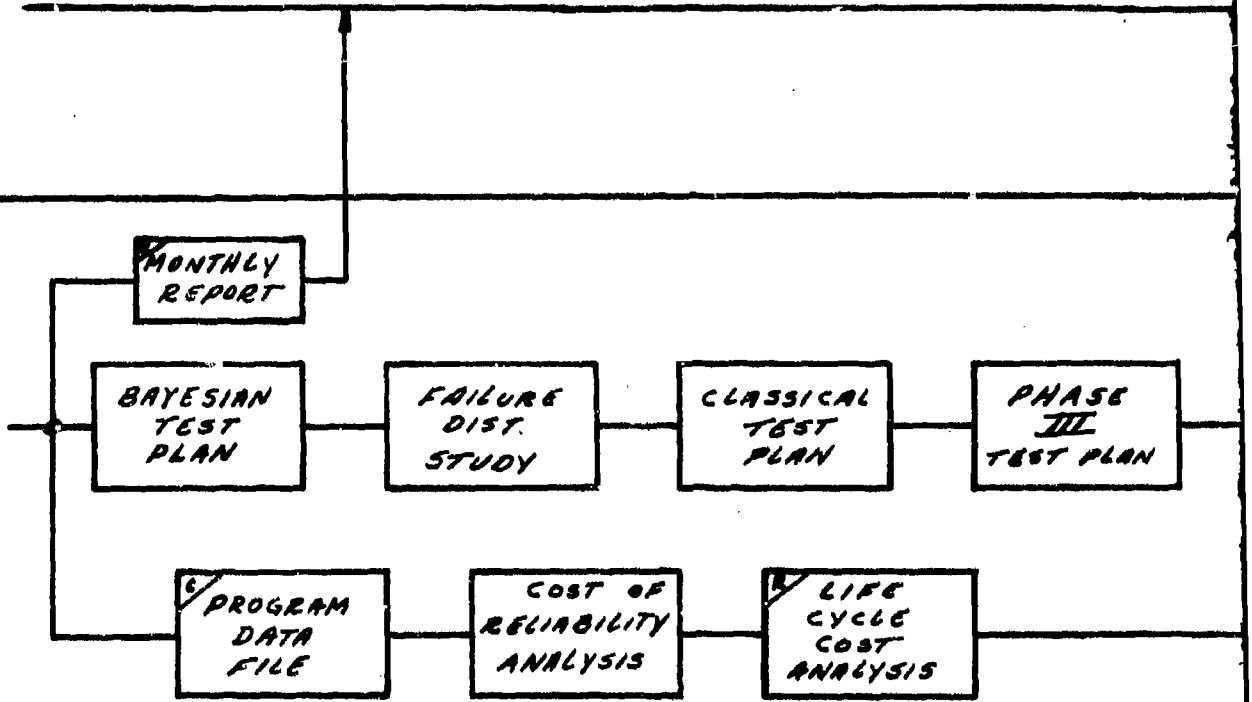 MONTHLY
REPORT
BAYESIAN
TEST
PLAN
FAILURE
DIST.
STUDY
CLASSICAL
TEST
PLAN
PHASE
III
TEST PLAN
C
PROGRAM
DATA
FILE
COST OF
RELIABILITY
ANALYSIS
LIFE
CYCLE
COST
ANALYSIS